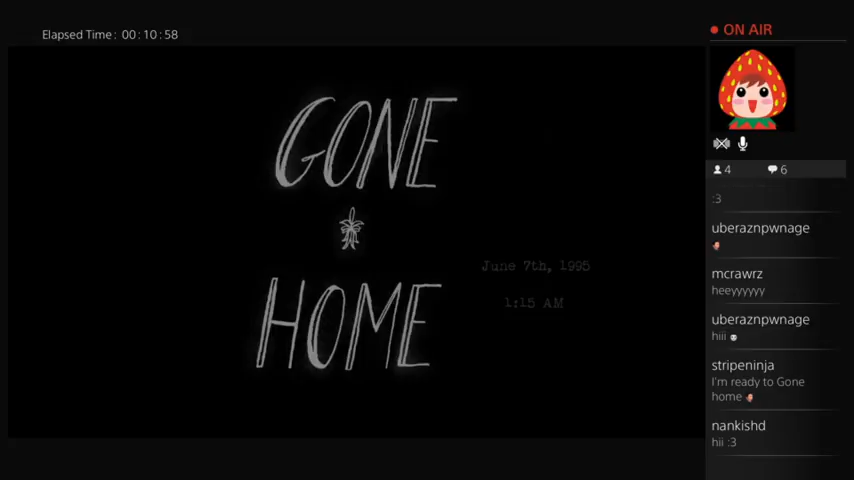 Elapsed Time: 00:10:58
ON AIR
GONE
HOME
June 7th, 1995
1:15 AM
4
6
:3
uberaznpwnage
mcrawrz
heeyyyyyy
uberaznpwnage
hiii
stripeninja
I'm ready to Gone
home
nankishd
hii :3